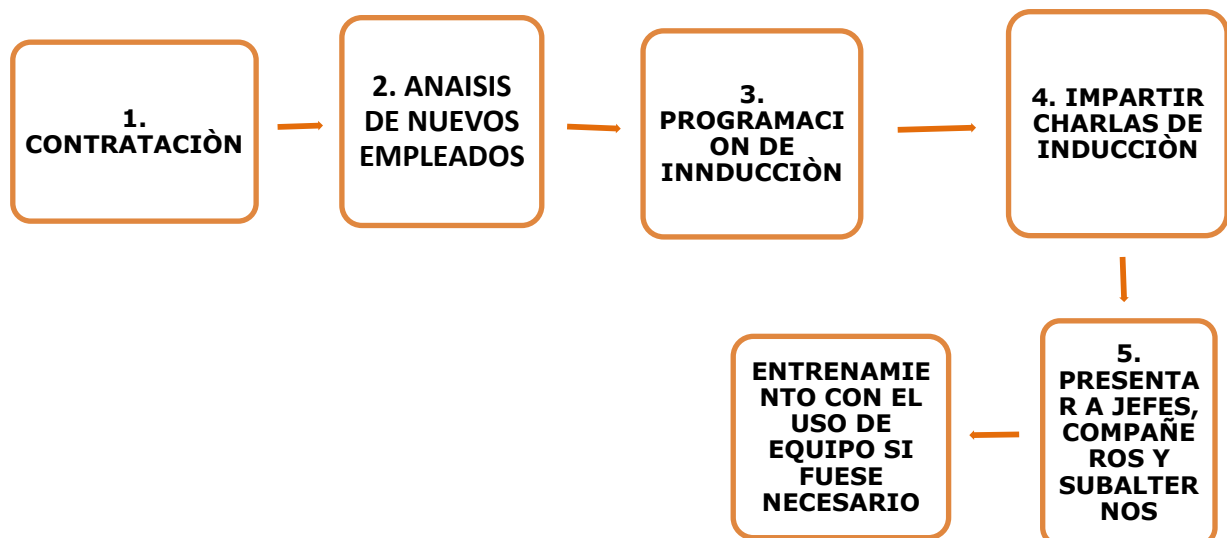 1.
CONTRATACIÒN
2. ANAISIS
DE NUEVOS
EMPLEADOS
3.
PROGRAMACI
ON DE
INNDUCCIÒN
4. IMPARTIR
CHARLAS DE
INDUCCIÒN
5.
PRESENTA
R A JEFES,
COMPAÑE
ROS Y
SUBALTER
NOS
ENTRENAMIE
NTO CON EL
USO DE
EQUIPO SI
FUESE
NECESARIO